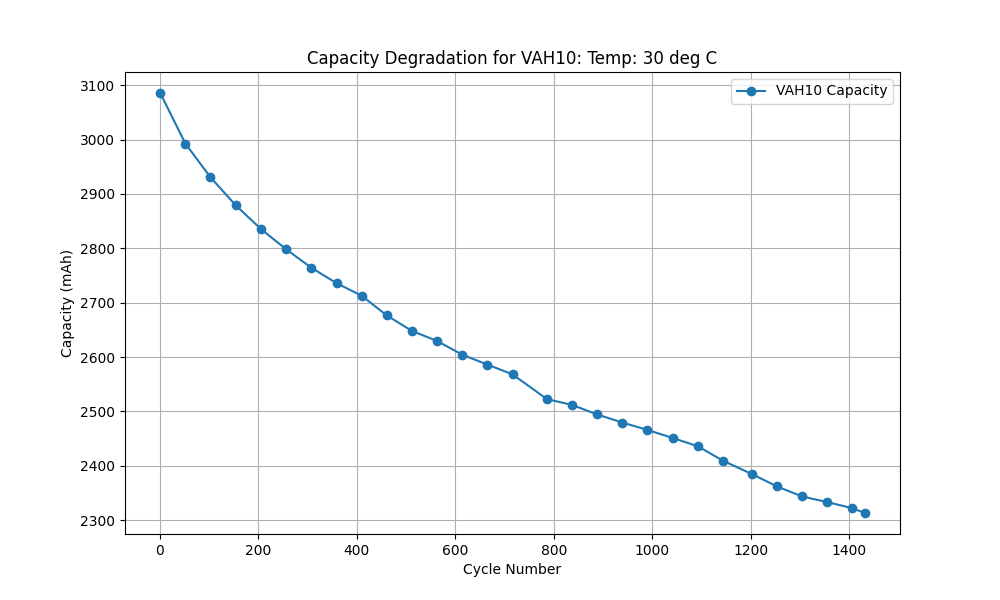 Capacity Degradation for VAH10: Temp: 30 deg C
VAH10 Capacity
3100
3000
2900
2800
2700
2600
2500
2400
2300
Capacity (mAh)
0 200 400 600 800 1000 1200 1400
Cycle Number